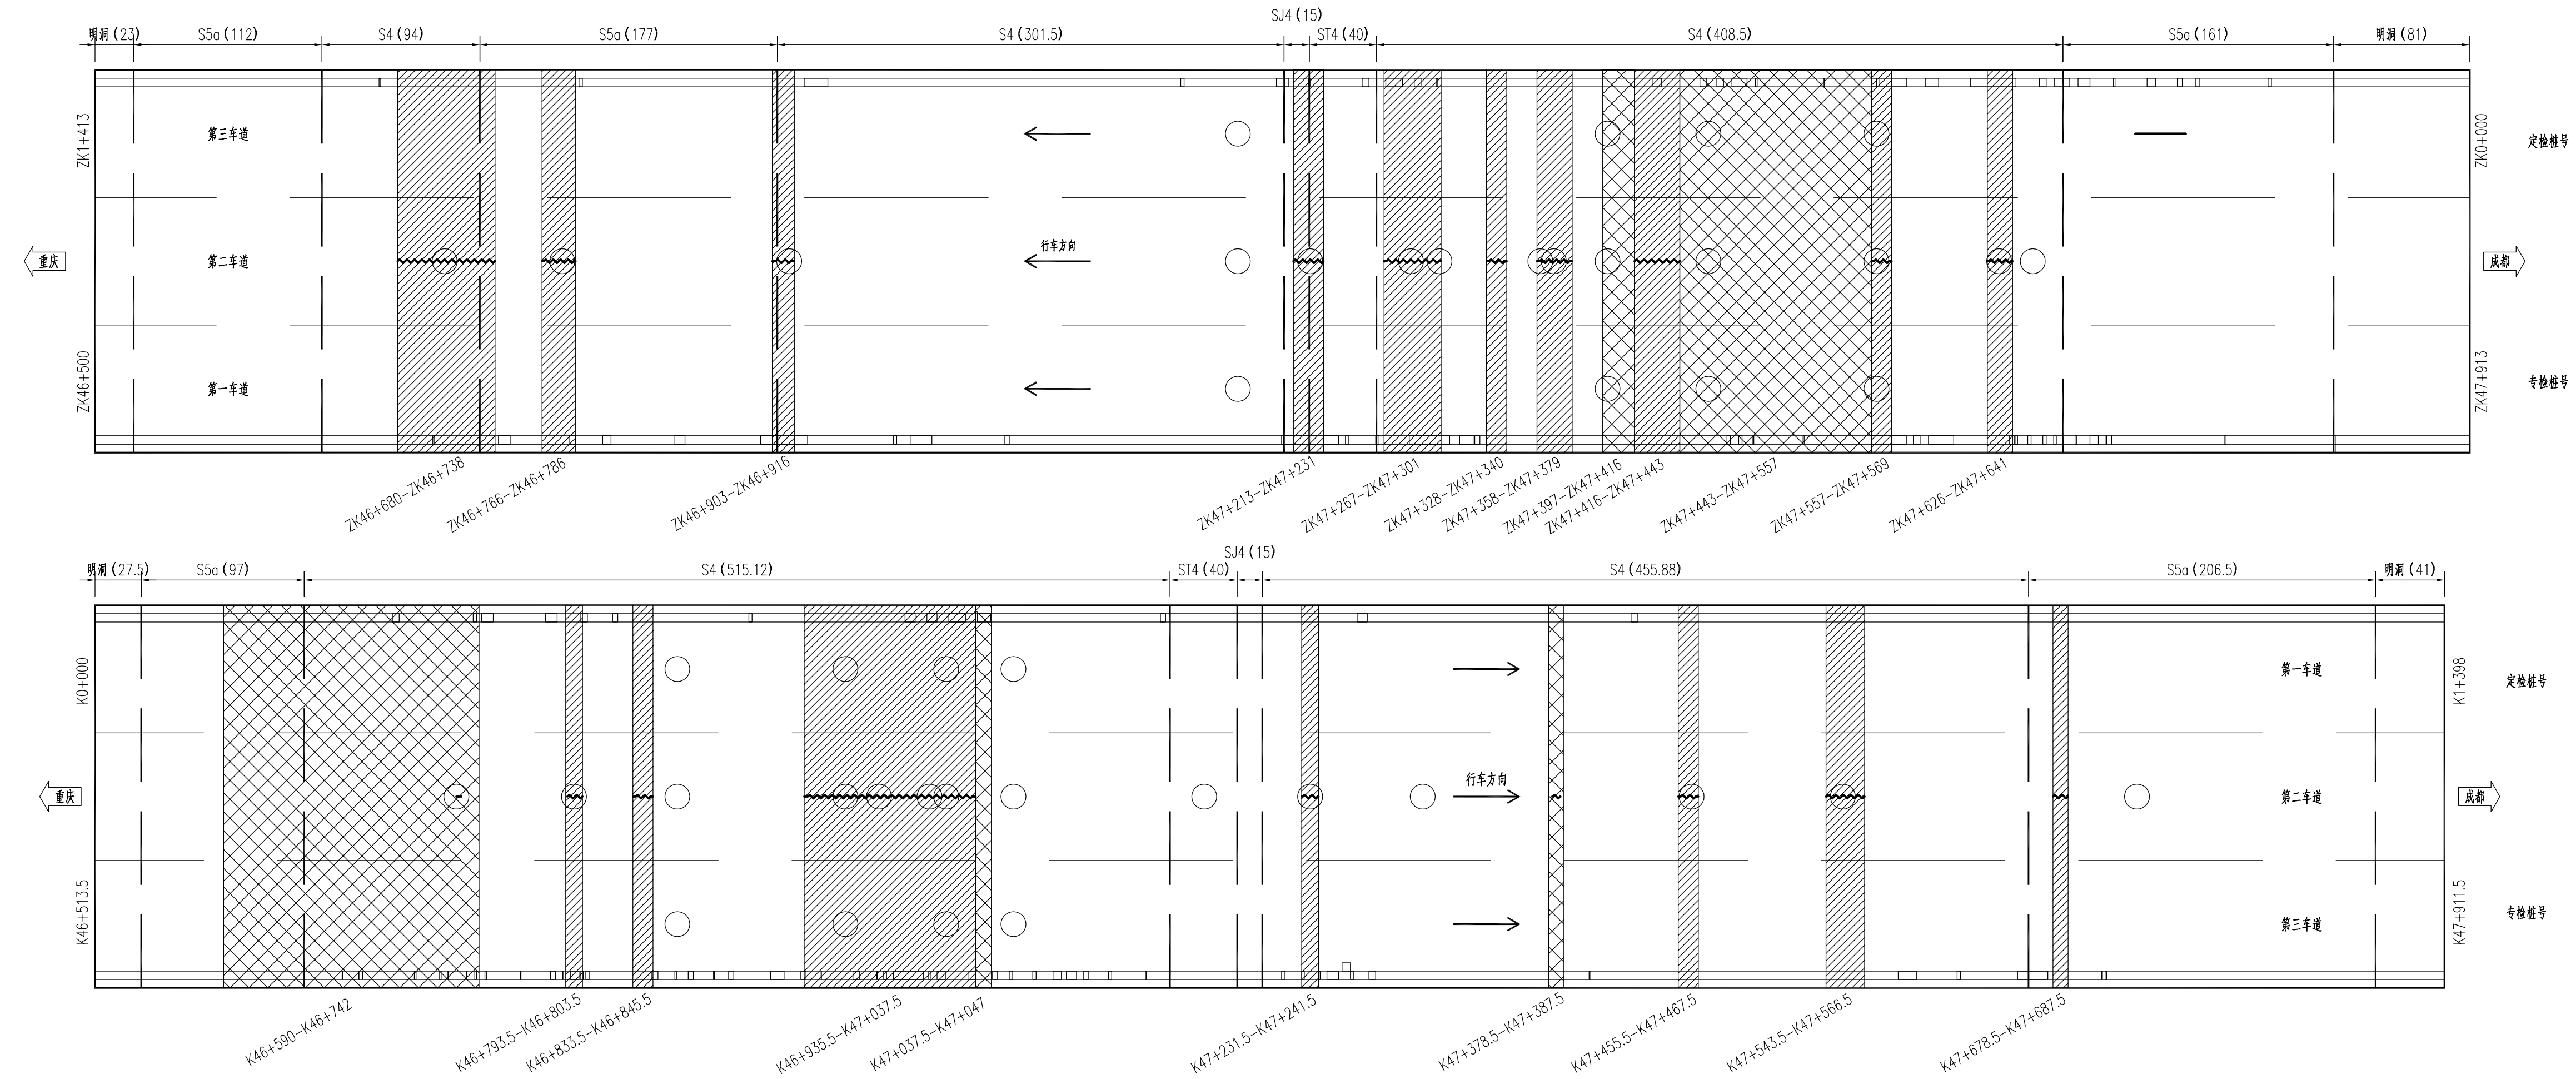 SJ4(15)
明洞(23) S5a(112) S4(94) S5a(177) S4(301.5) ST4(40) S4(408.5) S5a(161) 明洞(81)
ZK1+413 第三车道 ZK0+000 定检桩号
重庆 第二车道 行车方向 成都
ZK46+500 第一车道 ZK47+913 专检桩号
ZK46+680-ZK46+738
ZK46+766-ZK46+786
ZK46+903-ZK46+916
ZK47+213-ZK47+231
ZK47+267-ZK47+301
ZK47+328-ZK47+340
ZK47+358-ZK47+379
ZK47+397-ZK47+416
ZK47+416-ZK47+443
ZK47+443-ZK47+557
ZK47+557-ZK47+569
ZK47+626-ZK47+641
SJ4(15)
明洞(27.5) S5a(97) S4(515.12) ST4(40) S4(455.88) S5a(206.5) 明洞(41)
K0+000 第一车道 K1+398 定检桩号
重庆 行车方向 第二车道 成都
K46+513.5 第三车道 K47+911.5 专检桩号
K46+590-K46+742
K46+793.5-K46+803.5
K46+833.5-K46+845.5
K46+935.5-K47+037.5
K47+037.5-K47+047
K47+231.5-K47+241.5
K47+378.5-K47+387.5
K47+455.5-K47+467.5
K47+543.5-K47+566.5
K47+678.5-K47+687.5